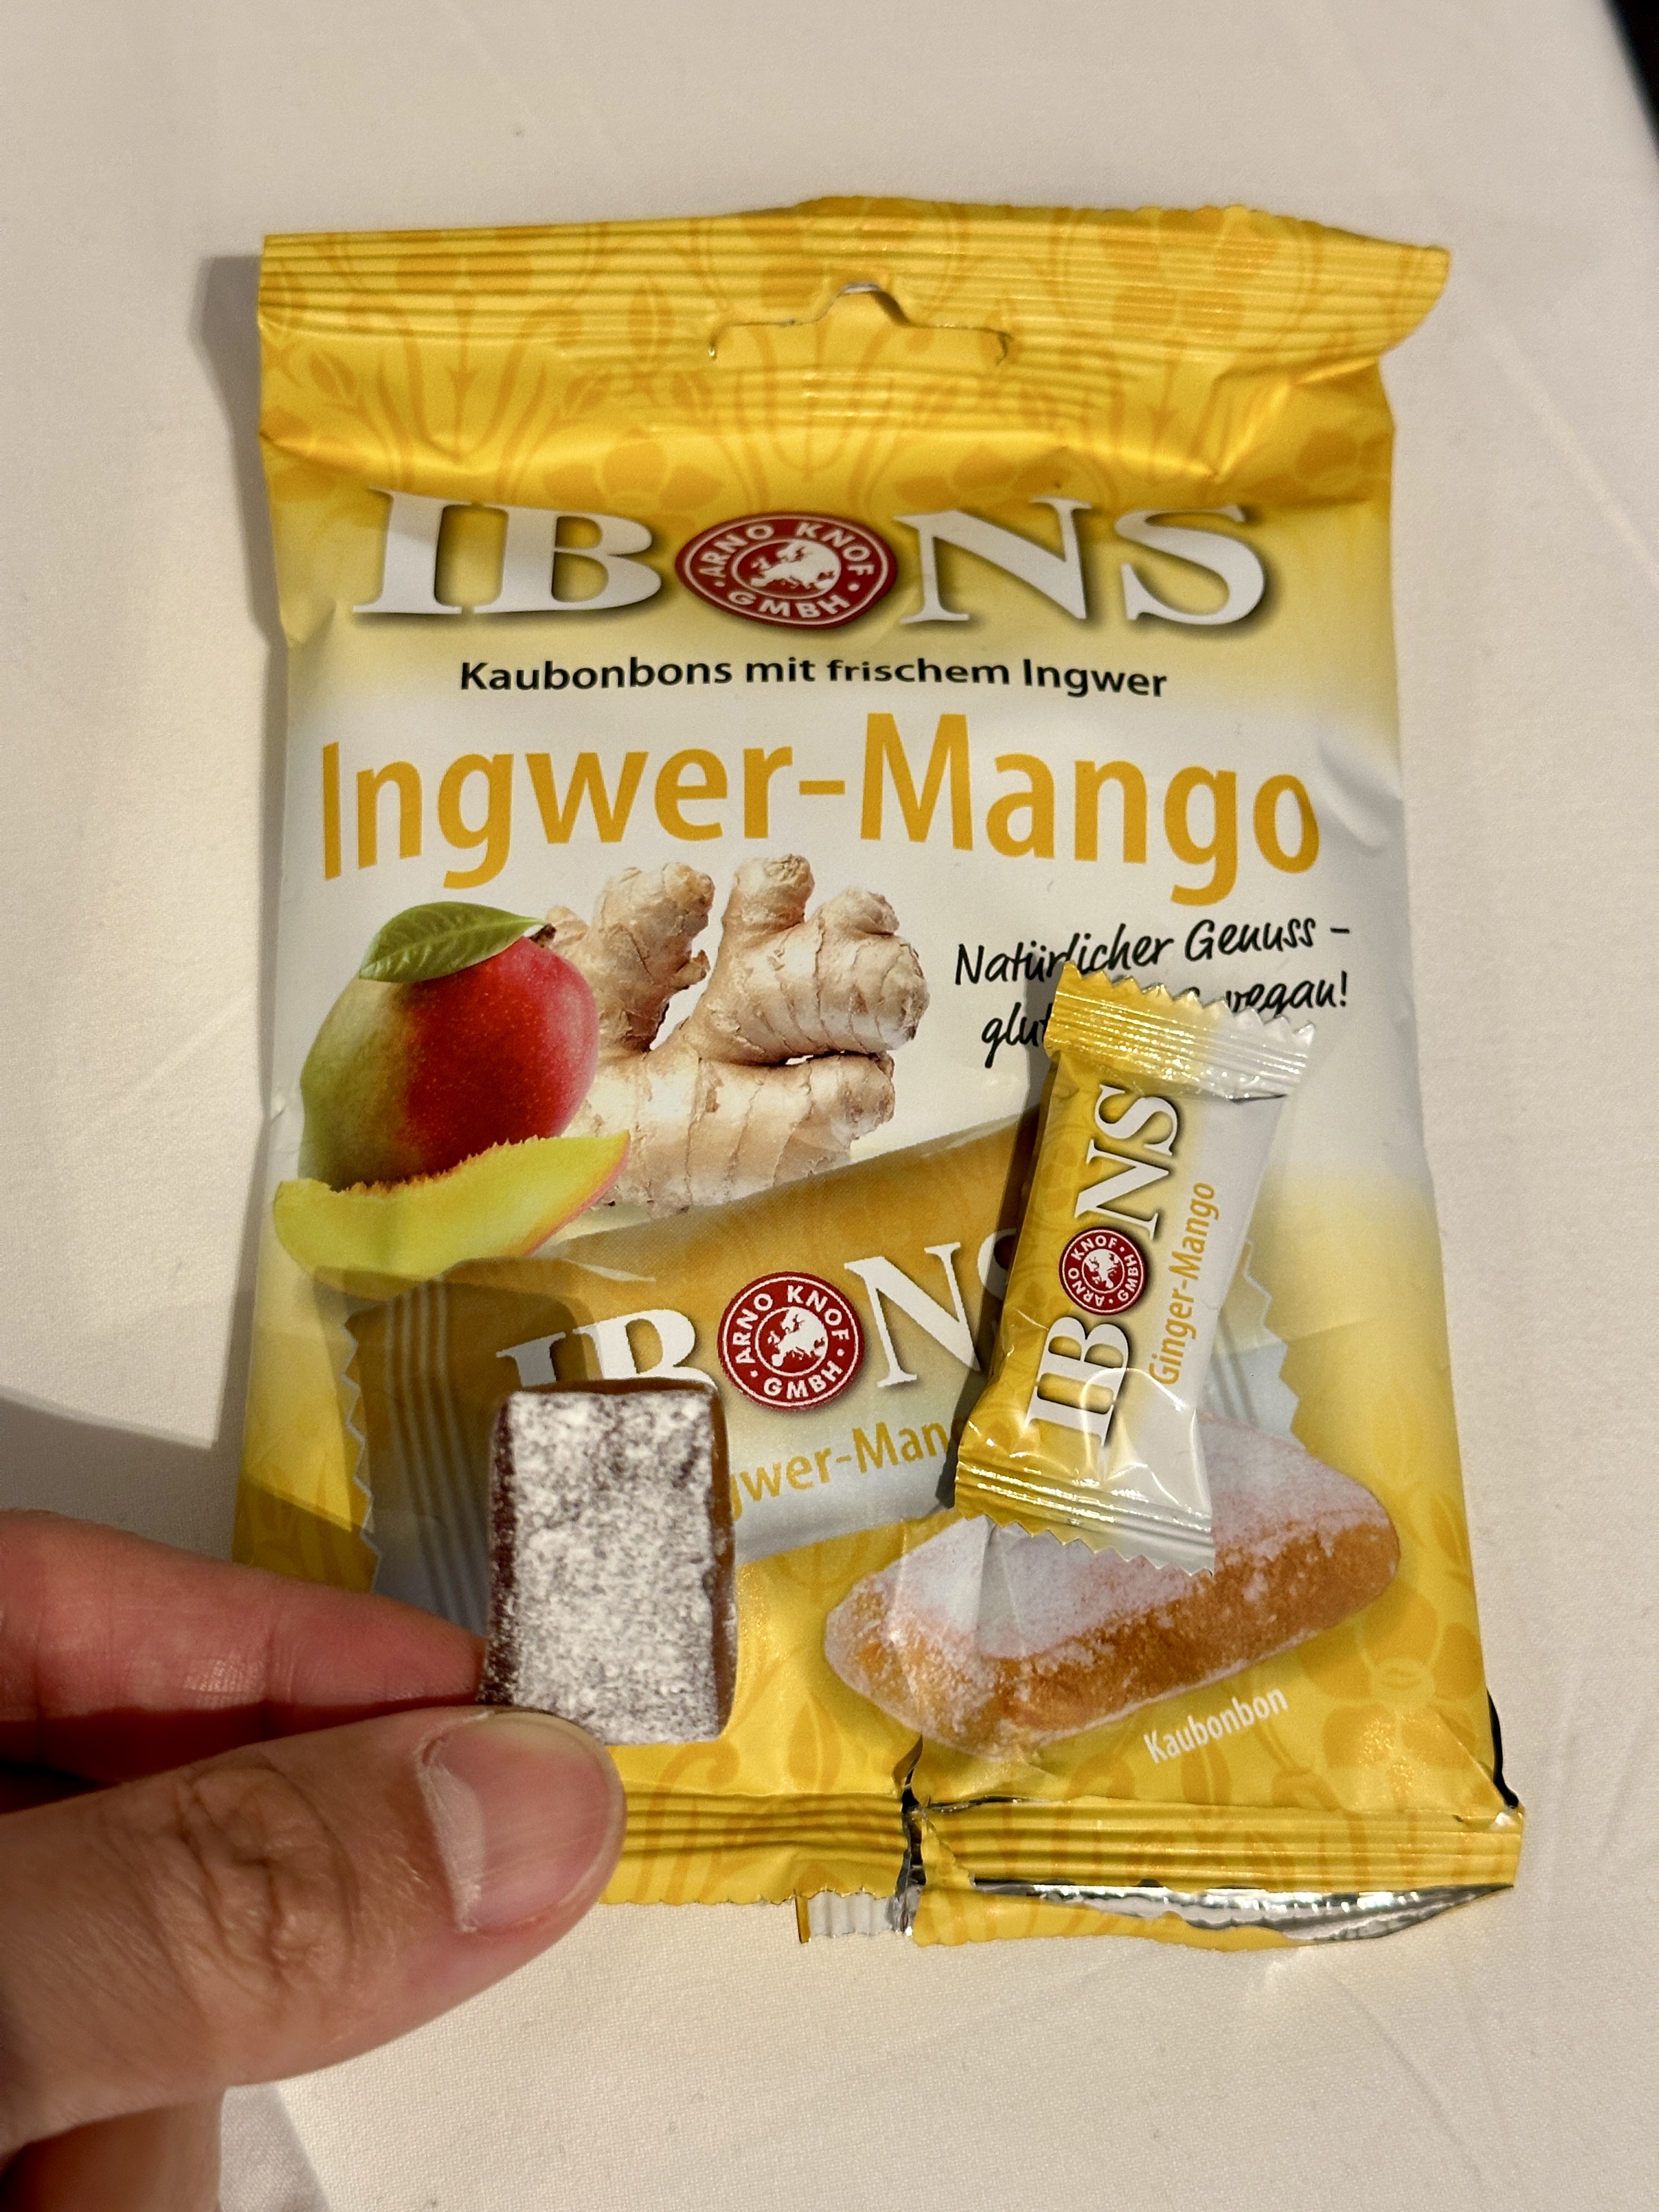 IBONS
ARNO KNOF
GMBH
Kaubonbons mit frischem Ingwer
Ingwer-Mango
Natürlicher Genuss –
vegan!
IBONS
ARNO KNOF
GMBH
IBONS
ARNO KNOF
GMBH
Ginger-Mango
Kaubonbon